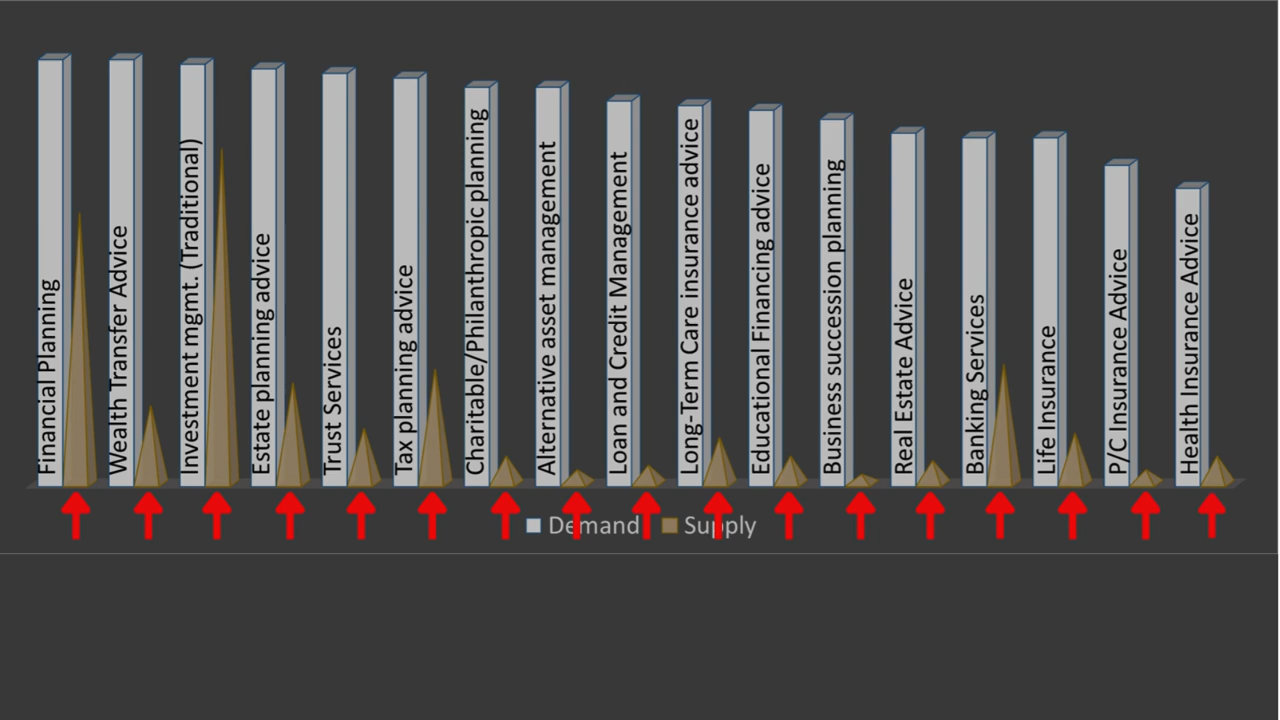 Financial Planning
Wealth Transfer Advice
Investment mgmt. (Traditional)
Estate planning advice
Trust Services
Tax planning advice
Charitable/Philanthropic planning
Alternative asset management
Loan and Credit Management
Long-Term Care insurance advice
Educational Financing advice
Business succession planning
Real Estate Advice
Banking Services
Life Insurance
P/C Insurance Advice
Health Insurance Advice
Demand
Supply